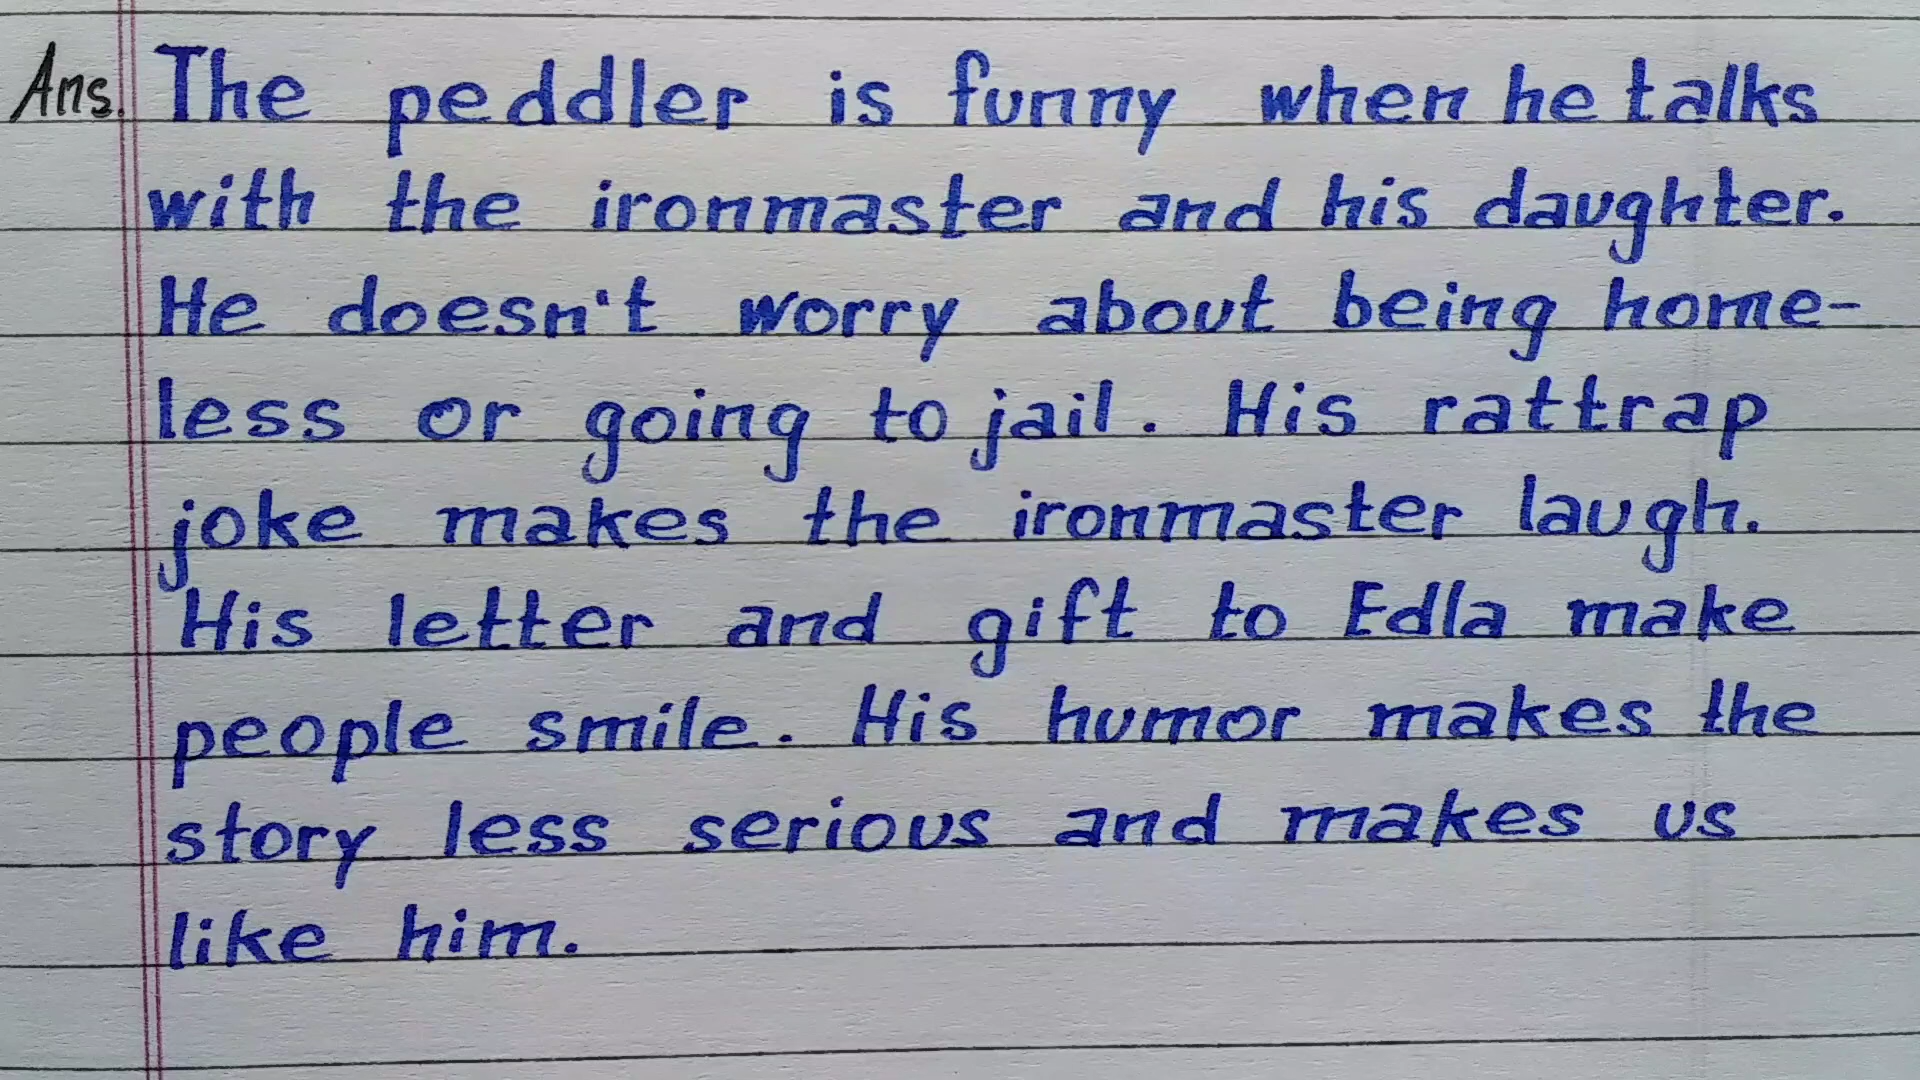 Ans. The peddler is funny when he talks
with the ironmaster and his daughter.
He doesn't worry about being home-
less or going to jail. His rattrap
joke makes the ironmaster laugh.
His letter and gift to Edla make
people smile. His humor makes the
story less serious and makes us
like him.